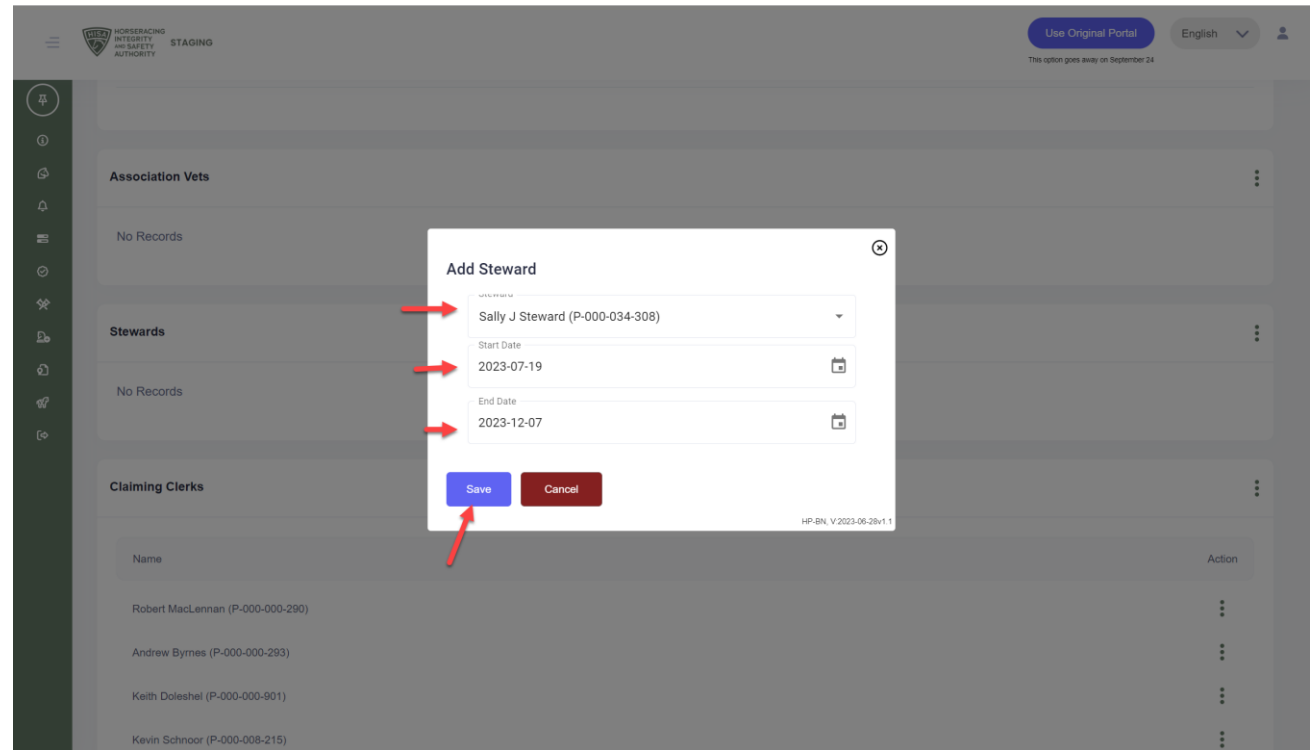 HORSERACING
INTEGRITY
AND SAFETY
AUTHORITY
HISA
STAGING
Use Original Portal
English
This option goes away on September 24
Association Vets
No Records
Add Steward
Steward
Sally J Steward (P-000-034-308)
Stewards
Start Date
2023-07-19
No Records
End Date
2023-12-07
Save
Cancel
Claiming Clerks
HP-BN, V:2023-06-28v1.1
Name
Action
Robert MacLennan (P-000-000-290)
Andrew Byrnes (P-000-000-293)
Keith Doleshel (P-000-000-901)
Kevin Schnoor (P-000-008-215)